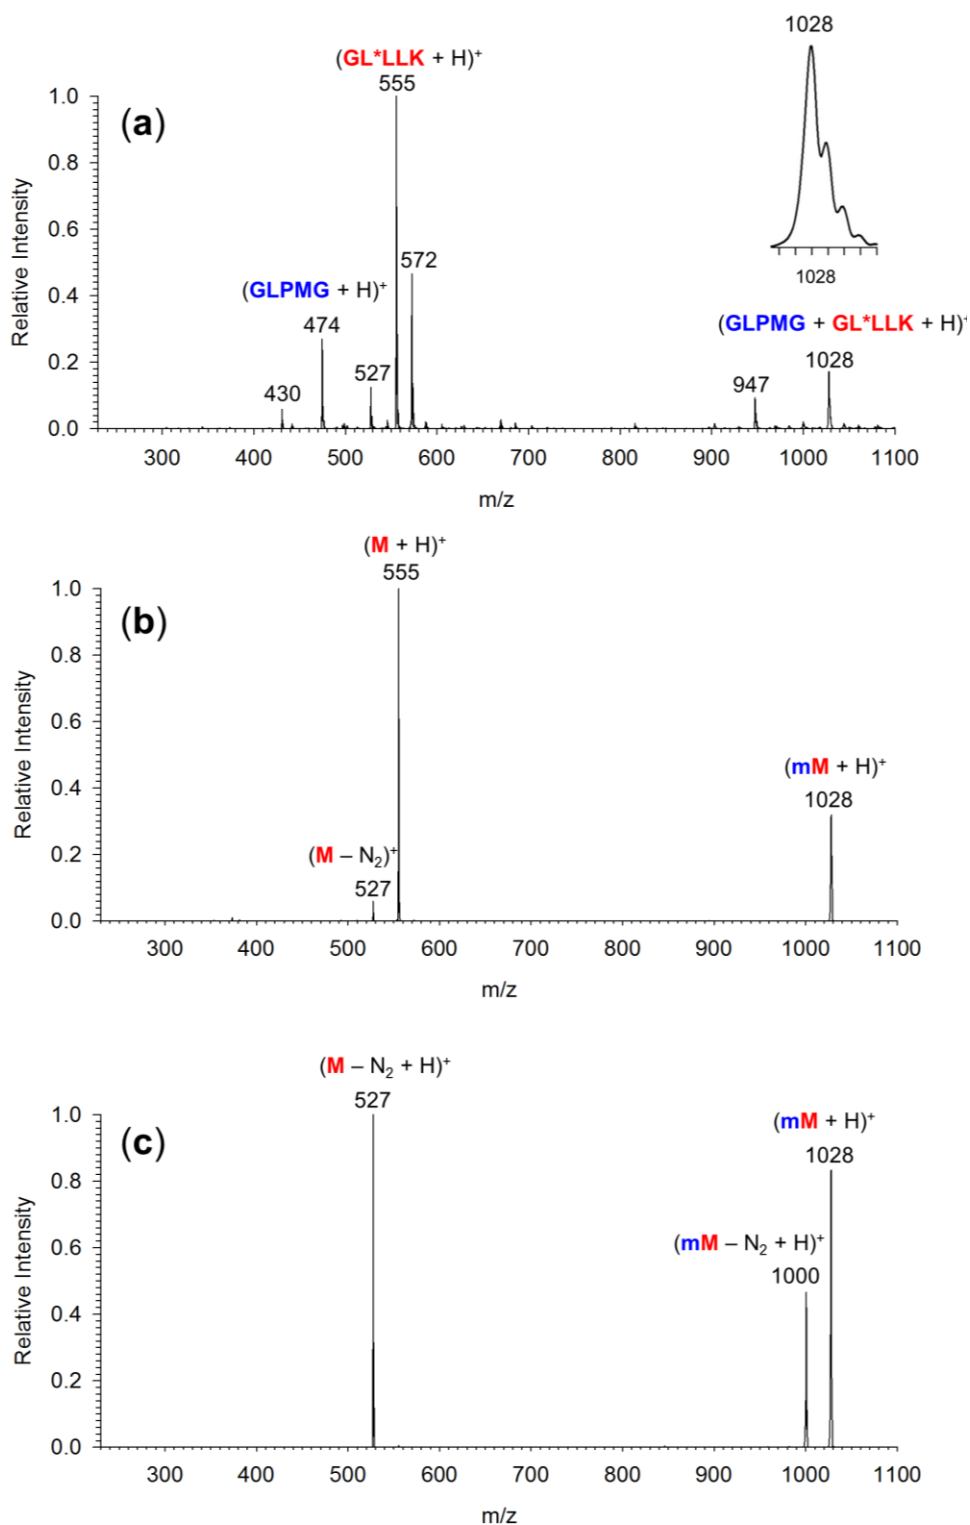 1028
(GL*LLK + H)⁺
555
1.0
(a)
0.8
0.6
572
0.4
(GLPMG + H)⁺
474
1028
(GLPMG + GL*LLK + H)⁺
0.2
430
527
947
1028
0.0
300 400 500 600 700 800 900 1000 1100
m/z
Relative Intensity
(M + H)⁺
555
1.0
(b)
0.8
0.6
(mM + H)⁺
0.4
1028
(M – N₂)⁺
0.2
527
0.0
300 400 500 600 700 800 900 1000 1100
m/z
Relative Intensity
(M – N₂ + H)⁺
527
(mM + H)⁺
1.0
(c)
1028
0.8
(mM – N₂ + H)⁺
0.6
1000
0.4
0.2
0.0
300 400 500 600 700 800 900 1000 1100
m/z
Relative Intensity